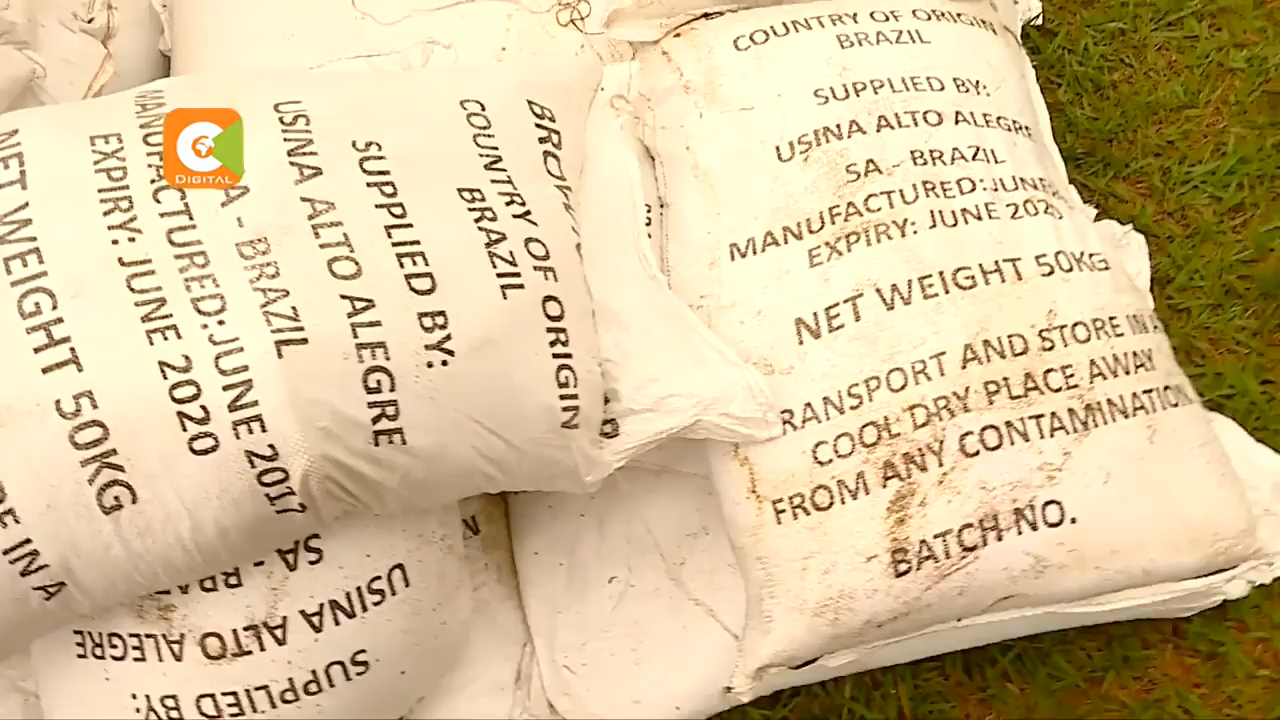 COUNTRY OF ORIGIN
BRAZIL
SUPPLIED BY:
USINA ALTO ALEGRE
SA - BRAZIL
MANUFACTURED: JUNE
EXPIRY: JUNE 2020
NET WEIGHT 50KG
TRANSPORT AND STORE IN A
COOL DRY PLACE AWAY
FROM ANY CONTAMINATION
BATCH NO.
COUNTRY OF ORIGIN
BRAZIL
SUPPLIED BY:
USINA ALTO ALEGRE
A - BRAZIL
MANUFACTURED: JUNE 2017
EXPIRY: JUNE 2020
NET WEIGHT 50KG
IN A
SUPPLIED BY:
USINA ALTO ALEGRE
SA -
C
DIGITAL